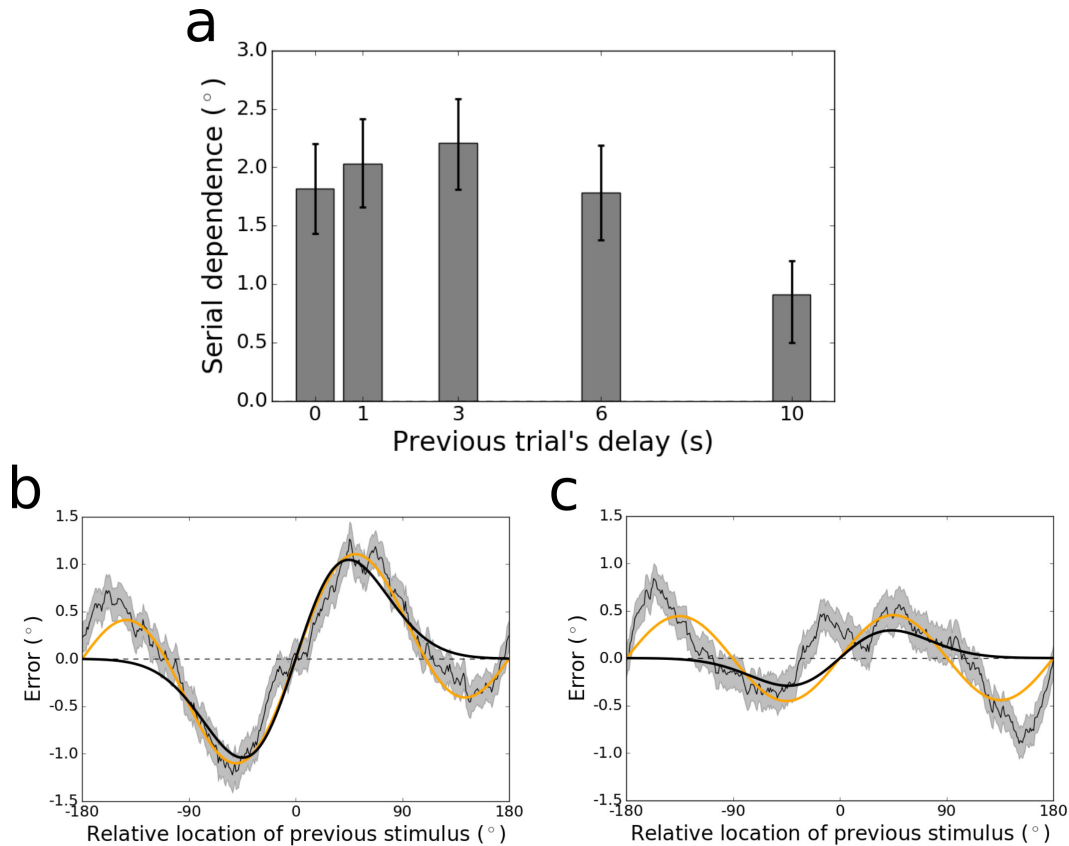 a
3.0
2.5
2.0
1.5
1.0
0.5
0.0
Serial dependence (°)
0 1 3 6 10
Previous trial's delay (s)
b
1.5
1.0
0.5
0.0
-0.5
-1.0
-1.5
Error (°)
-180 -90 0 90 180
Relative location of previous stimulus (°)
c
1.5
1.0
0.5
0.0
-0.5
-1.0
-1.5
Error (°)
-180 -90 0 90 180
Relative location of previous stimulus (°)